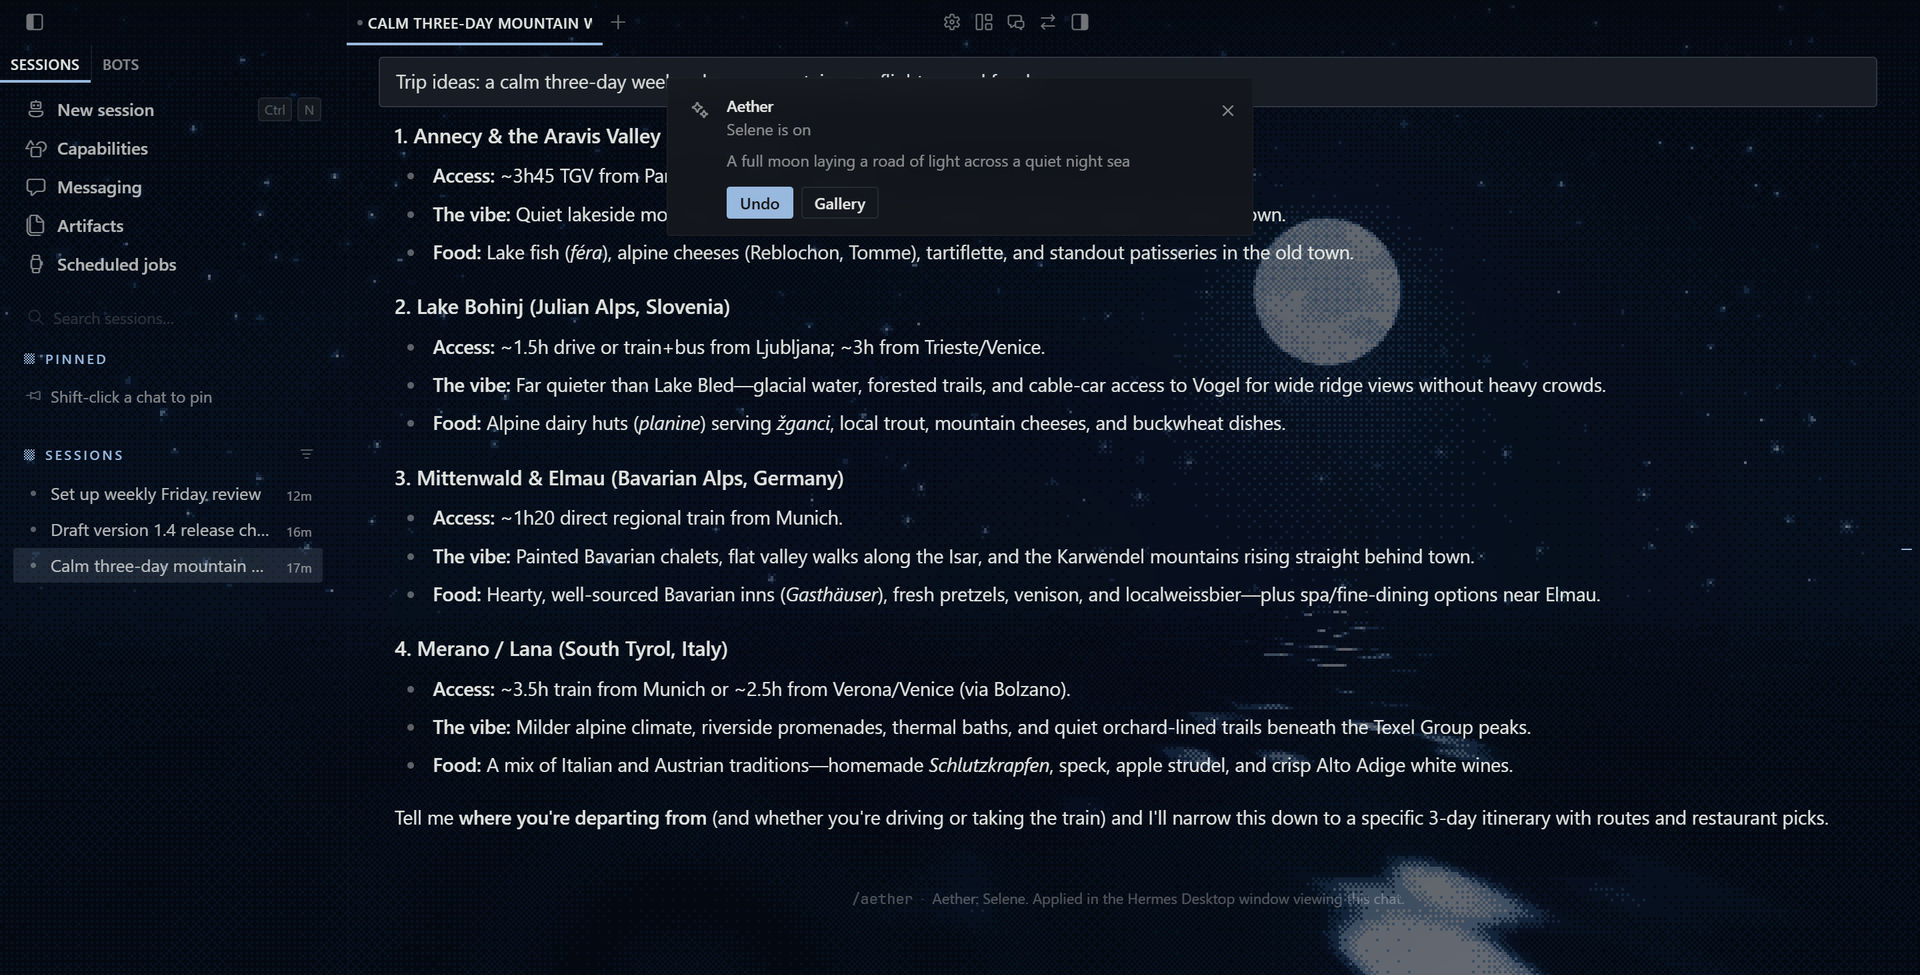 CALM THREE-DAY MOUNTAIN W
SESSIONS
BOTS
New session
Ctrl
N
Capabilities
Messaging
Artifacts
Scheduled jobs
Search sessions...
PINNED
Shift-click a chat to pin
SESSIONS
Set up weekly Friday review
12m
Draft version 1.4 release ch...
16m
Calm three-day mountain ...
17m
Trip ideas: a calm three-day
Aether
Selene is on
A full moon laying a road of light across a quiet night sea
Undo
Gallery
1. Annecy & the Aravis Valley
Access: ~3h45 TGV from
The vibe: Quiet lakeside
Food: Lake fish (féra), alpine cheeses (Reblochon, Tomme), tartiflette, and standout patisseries in the old town.
2. Lake Bohinj (Julian Alps, Slovenia)
Access: ~1.5h drive or train+bus from Ljubljana; ~3h from Trieste/Venice.
The vibe: Far quieter than Lake Bled—glacial water, forested trails, and cable-car access to Vogel for wide ridge views without heavy crowds.
Food: Alpine dairy huts (planine) serving žganci, local trout, mountain cheeses, and buckwheat dishes.
3. Mittenwald & Elmau (Bavarian Alps, Germany)
Access: ~1h20 direct regional train from Munich.
The vibe: Painted Bavarian chalets, flat valley walks along the Isar, and the Karwendel mountains rising straight behind town.
Food: Hearty, well-sourced Bavarian inns (Gasthäuser), fresh pretzels, venison, and localweissbier—plus spa/fine-dining options near Elmau.
4. Merano / Lana (South Tyrol, Italy)
Access: ~3.5h train from Munich or ~2.5h from Verona/Venice (via Bolzano).
The vibe: Milder alpine climate, riverside promenades, thermal baths, and quiet orchard-lined trails beneath the Texel Group peaks.
Food: A mix of Italian and Austrian traditions—homemade Schlutzkrapfen, speck, apple strudel, and crisp Alto Adige white wines.
Tell me where you're departing from (and whether you're driving or taking the train) and I'll narrow this down to a specific 3-day itinerary with routes and restaurant picks.
/aether · Aether: Selene. Applied in the Hermes Desktop window viewing this chat.